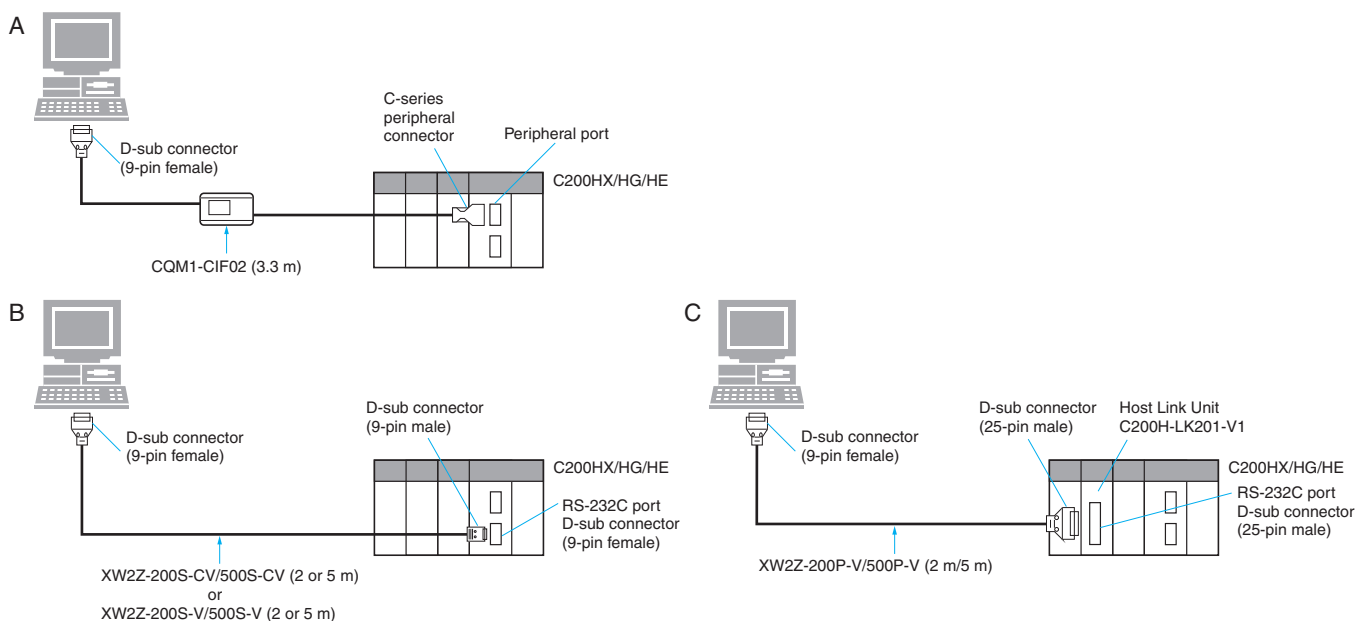 A
D-sub connector
(9-pin female)
CQM1-CIF02 (3.3 m)
C-series
peripheral
connector
Peripheral port
C200HX/HG/HE
B
D-sub connector
(9-pin female)
XW2Z-200S-CV/500S-CV (2 or 5 m)
or
XW2Z-200S-V/500S-V (2 or 5 m)
D-sub connector
(9-pin male)
C200HX/HG/HE
RS-232C port
D-sub connector
(9-pin female)
C
D-sub connector
(9-pin female)
XW2Z-200P-V/500P-V (2 m/5 m)
D-sub connector
(25-pin male)
Host Link Unit
C200H-LK201-V1
C200HX/HG/HE
RS-232C port
D-sub connector
(25-pin male)